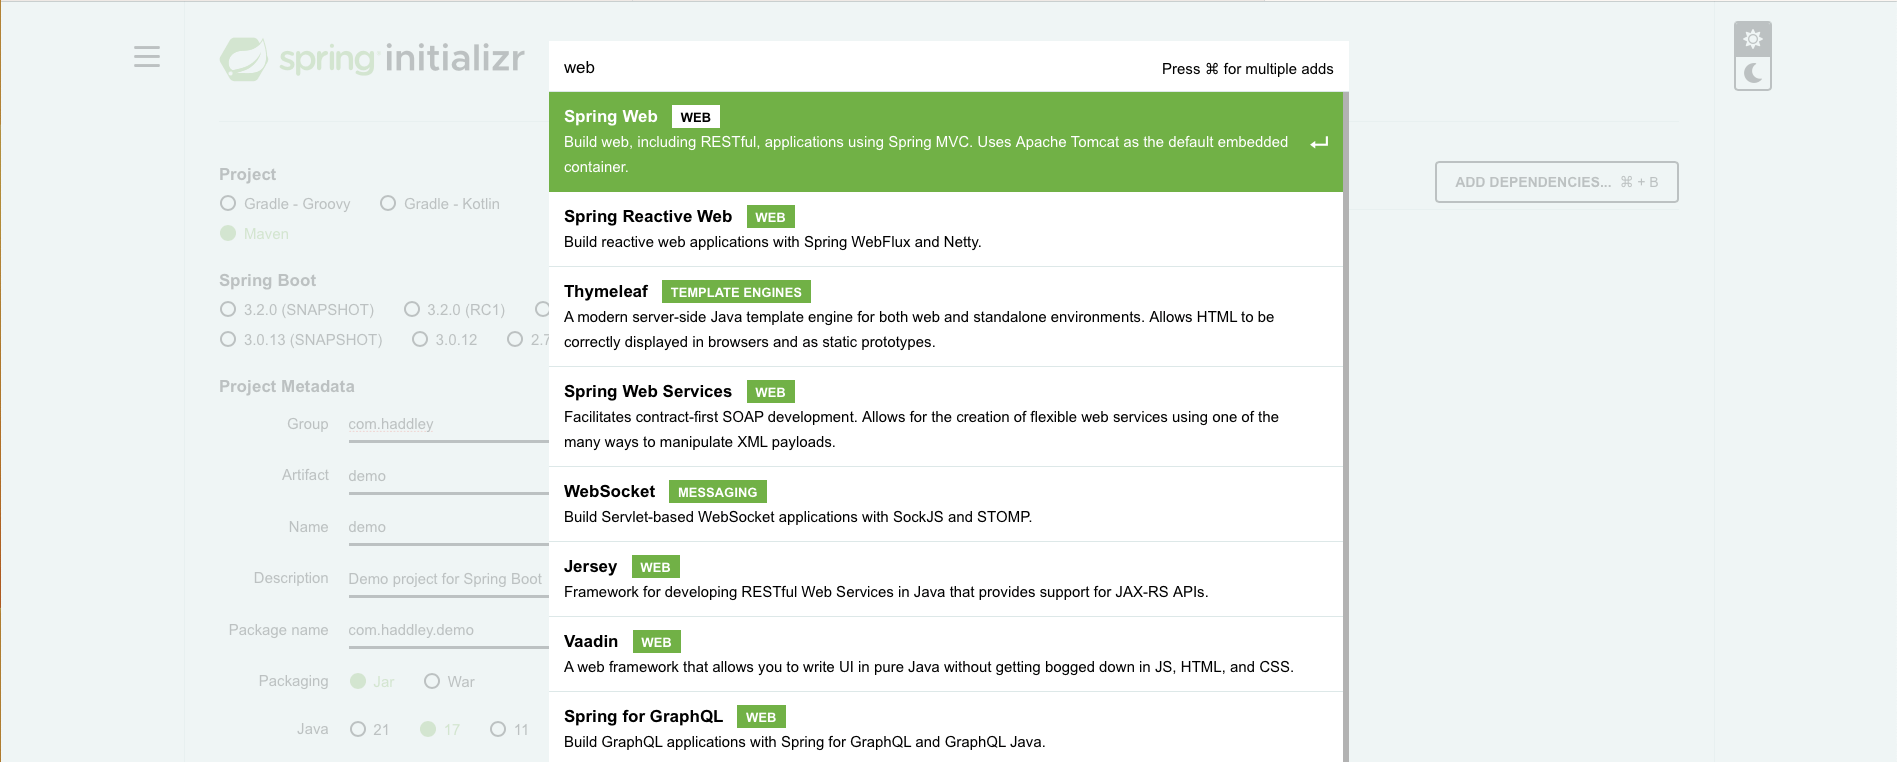 spring initializr
web
Press ⌘ for multiple adds
Spring Web WEB
Build web, including RESTful, applications using Spring MVC. Uses Apache Tomcat as the default embedded
container.
Spring Reactive Web WEB
Build reactive web applications with Spring WebFlux and Netty.
Thymeleaf TEMPLATE ENGINES
A modern server-side Java template engine for both web and standalone environments. Allows HTML to be
correctly displayed in browsers and as static prototypes.
Spring Web Services WEB
Facilitates contract-first SOAP development. Allows for the creation of flexible web services using one of the
many ways to manipulate XML payloads.
WebSocket MESSAGING
Build Servlet-based WebSocket applications with SockJS and STOMP.
Jersey WEB
Framework for developing RESTful Web Services in Java that provides support for JAX-RS APIs.
Vaadin WEB
A web framework that allows you to write UI in pure Java without getting bogged down in JS, HTML, and CSS.
Spring for GraphQL WEB
Build GraphQL applications with Spring for GraphQL and GraphQL Java.
Project
Gradle - Groovy Gradle - Kotlin
Maven
Spring Boot
3.2.0 (SNAPSHOT) 3.2.0 (RC1)
3.0.13 (SNAPSHOT) 3.0.12 2.7
Project Metadata
Group com.haddley
Artifact demo
Name demo
Description Demo project for Spring Boot
Package name com.haddley.demo
Packaging Jar War
Java 21 17 11
ADD DEPENDENCIES... ⌘ + B